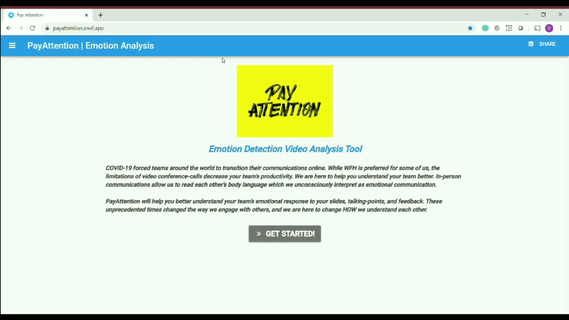 Pay Attention
payattention.anvil.app
PayAttention | Emotion Analysis
SHARE
PAY
ATTENTION
Emotion Detection Video Analysis Tool
COVID-19 forced teams around the world to transition their communications online. While WFH is preferred for some of us, the
limitations of video conference-calls decrease your team's productivity. We are here to help you understand your team better. In-person
communications allow us to read each other's body language which we unconsciously interpret as emotional communication.
PayAttention will help you better understand your team's emotional response to your slides, talking-points, and feedback. These
unprecedented times changed the way we engage with others, and we are here to change HOW we understand each other.
GET STARTED!